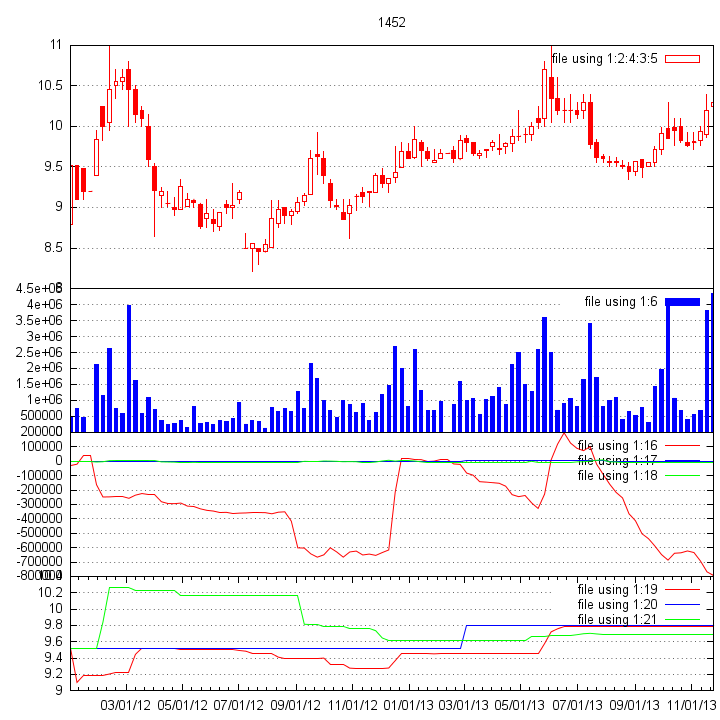 1452
11
file using 1:2:4:3:5
10.5
10
9.5
9
8.5
8
4.5e+06
file using 1:6
4e+06
3.5e+06
3e+06
2.5e+06
2e+06
1.5e+06
1e+06
500000
200000
100000
file using 1:16
0
file using 1:17
-100000
file using 1:18
-200000
-300000
-400000
-500000
-600000
-700000
-800000
10.2
file using 1:19
10
file using 1:20
9.8
file using 1:21
9.6
9.4
9.2
9
03/01/12 05/01/12 07/01/12 09/01/12 11/01/12 01/01/13 03/01/13 05/01/13 07/01/13 09/01/13 11/01/13